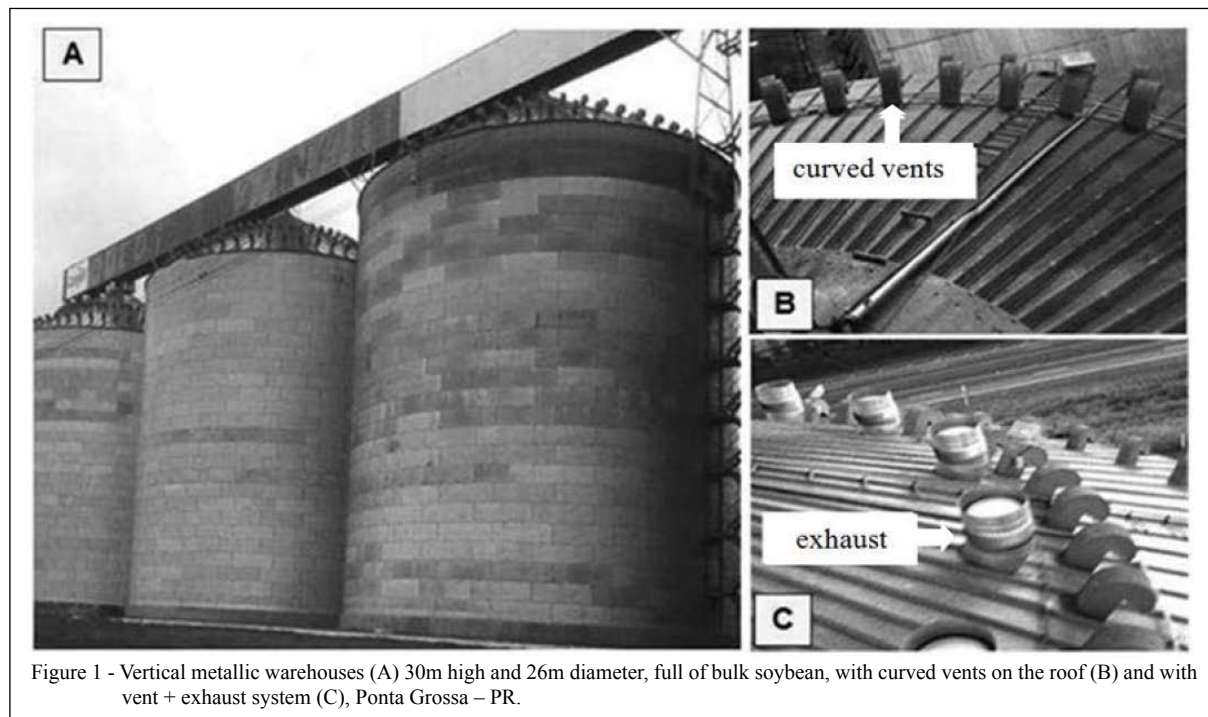 A
curved vents
B
exhaust
C
Figure 1 - Vertical metallic warehouses (A) 30m high and 26m diameter, full of bulk soybean, with curved vents on the roof (B) and with
vent + exhaust system (C), Ponta Grossa – PR.